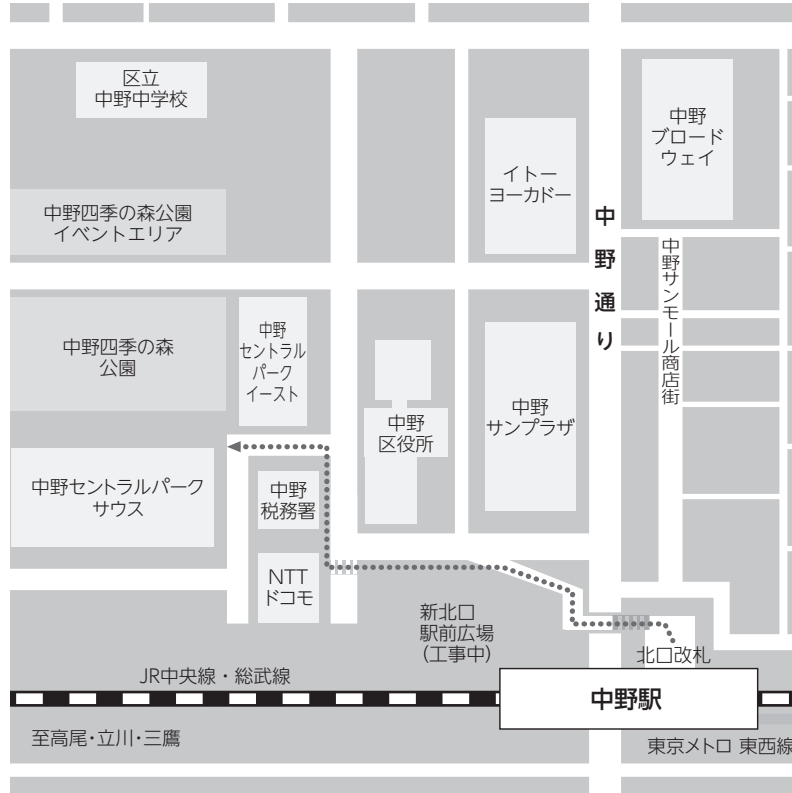 区立
中野中学校
中野
ブロード
ウェイ
イトー
ヨーカドー
中野四季の森公園
イベントエリア
中野通り
中野サンモール商店街
中野四季の森
公園
中野
セントラル
パーク
イースト
中野
区役所
中野
サンプラザ
中野セントラルパーク
サウス
中野
税務署
NTT
ドコモ
新北口
駅前広場
(工事中)
北口改札
JR中央線・総武線
中野駅
至高尾・立川・三鷹
東京メトロ 東西線